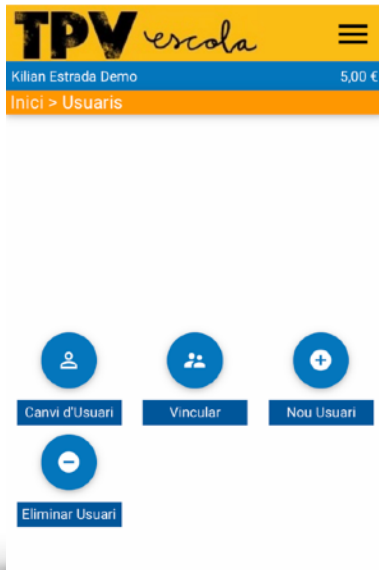 TPV escola
Kilian Estrada Demo 5,00 €
Inici > Usuaris
Canvi d'Usuari Vincular Nou Usuari
Eliminar Usuari